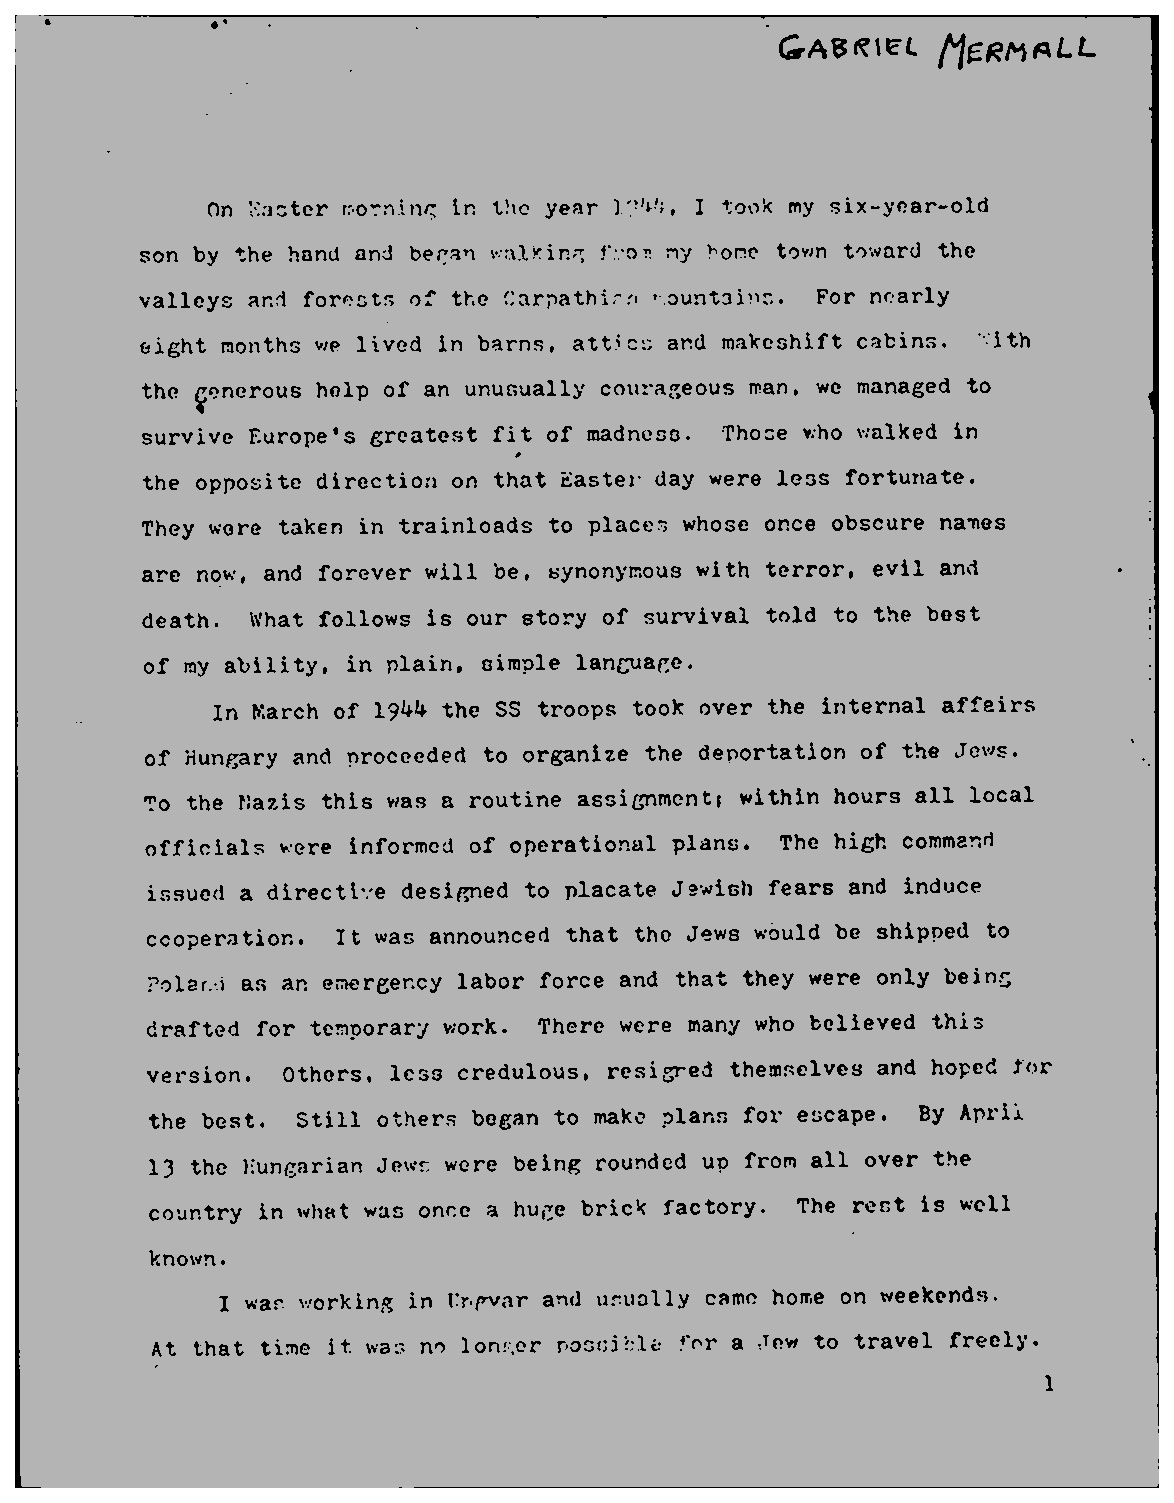 GABRIEL MERMALL
On Easter morning in the year 1944, I took my six-year-old
son by the hand and began walking from my home town toward the
valleys and forests of the Carpathian mountains. For nearly
eight months we lived in barns, attics and makeshift cabins. With
the generous help of an unusually courageous man, we managed to
survive Europe's greatest fit of madness. Those who walked in
the opposite direction on that Easter day were less fortunate.
They were taken in trainloads to places whose once obscure names
are now, and forever will be, synonymous with terror, evil and
death. What follows is our story of survival told to the best
of my ability, in plain, simple language.
In March of 1944 the SS troops took over the internal affairs
of Hungary and proceeded to organize the deportation of the Jews.
To the Nazis this was a routine assignment; within hours all local
officials were informed of operational plans. The high command
issued a directive designed to placate Jewish fears and induce
cooperation. It was announced that the Jews would be shipped to
Poland as an emergency labor force and that they were only being
drafted for temporary work. There were many who believed this
version. Others, less credulous, resigned themselves and hoped for
the best. Still others began to make plans for escape. By April
13 the Hungarian Jews were being rounded up from all over the
country in what was once a huge brick factory. The rest is well
known.
I was working in Ungvar and usually came home on weekends.
At that time it was no longer possible for a Jew to travel freely.
1